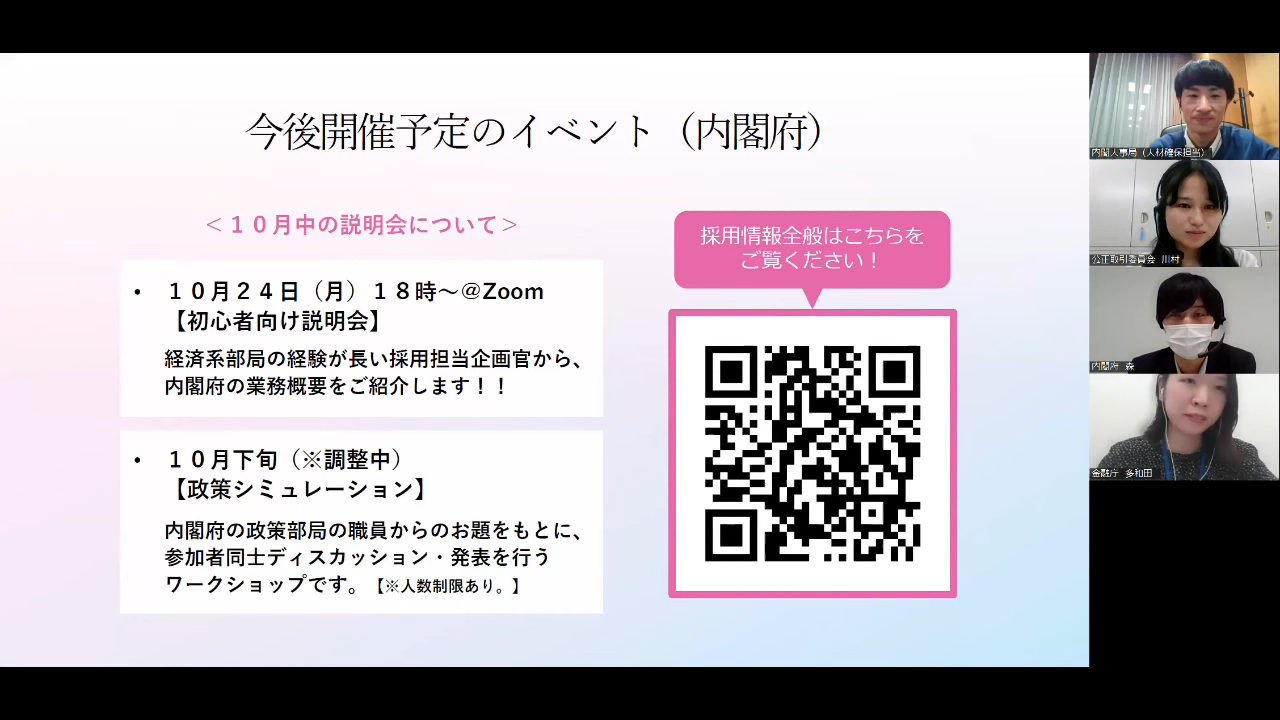 今後開催予定のイベント（内閣府）
＜１０月中の説明会について＞
• １０月２４日（月）１８時～＠Zoom
【初心者向け説明会】
経済系部局の経験が長い採用担当企画官から、
内閣府の業務概要をご紹介します！！
• １０月下旬（※調整中）
【政策シミュレーション】
内閣府の政策部局の職員からのお題をもとに、
参加者同士ディスカッション・発表を行う
ワークショップです。【※人数制限あり。】
採用情報全般はこちらを
ご覧ください！
内閣人事局（人材確保担当）
公正取引委員会 川村
内閣府 森
金融庁 多和田